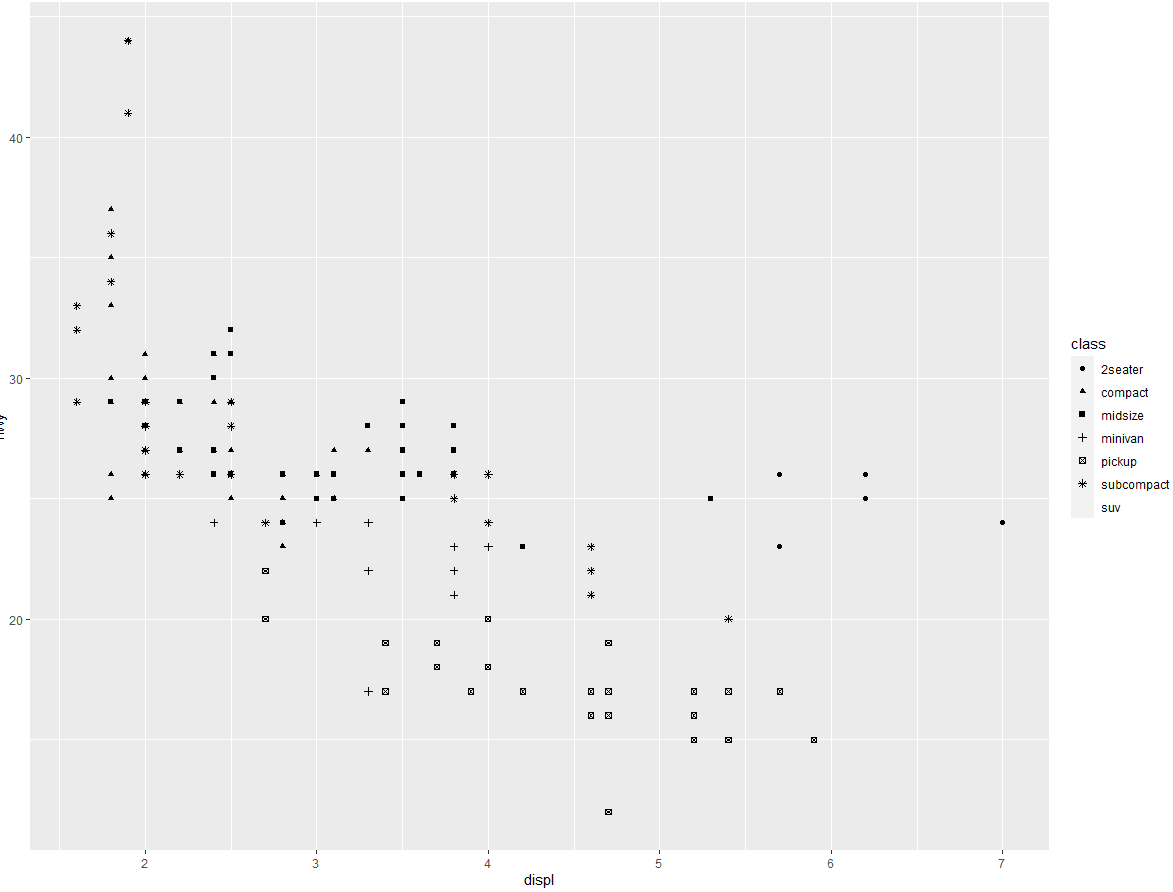 40
30
20
2
3
4
5
6
7
displ
class
2seater
compact
midsize
minivan
pickup
subcompact
suv